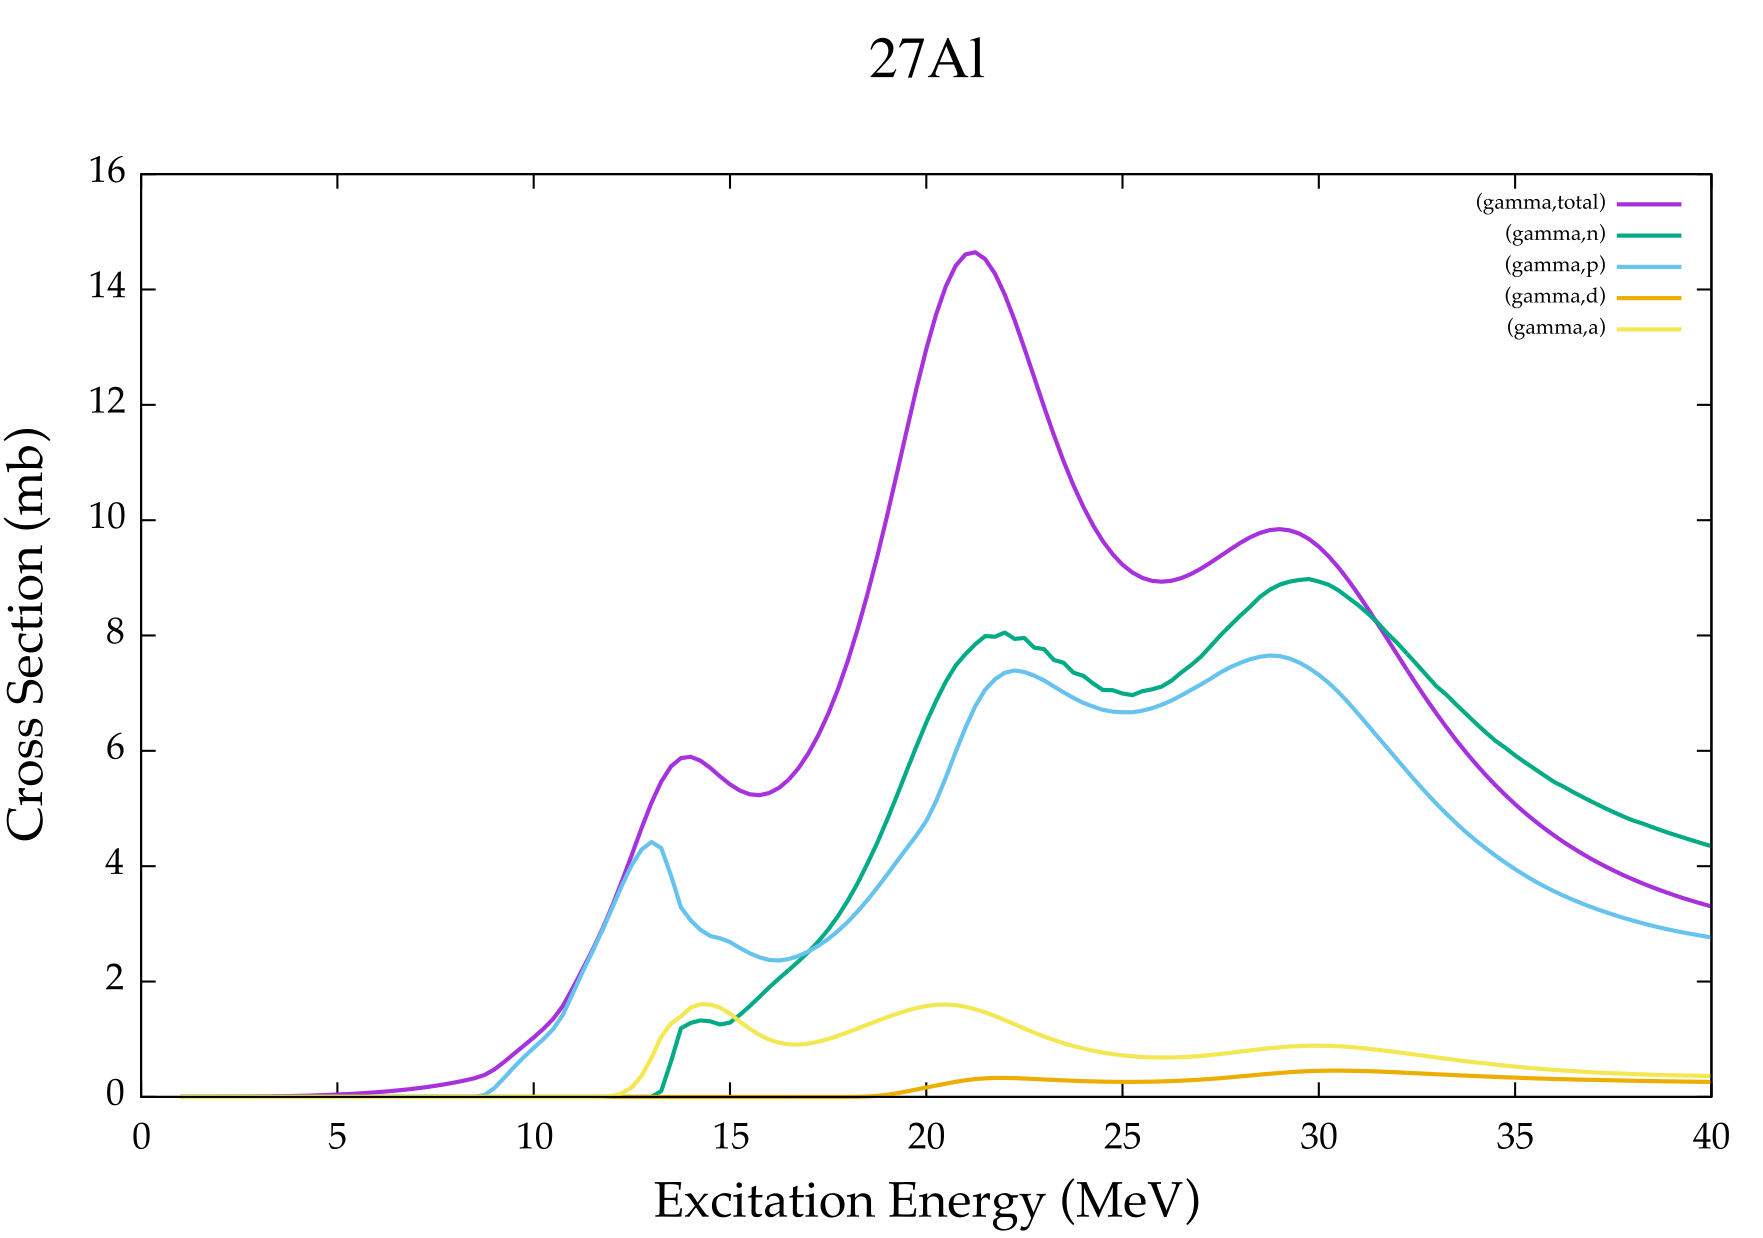 27Al
16
14
12
10
8
6
4
2
0
Cross Section (mb)
(gamma,total)
(gamma,n)
(gamma,p)
(gamma,d)
(gamma,a)
0 5 10 15 20 25 30 35 40
Excitation Energy (MeV)